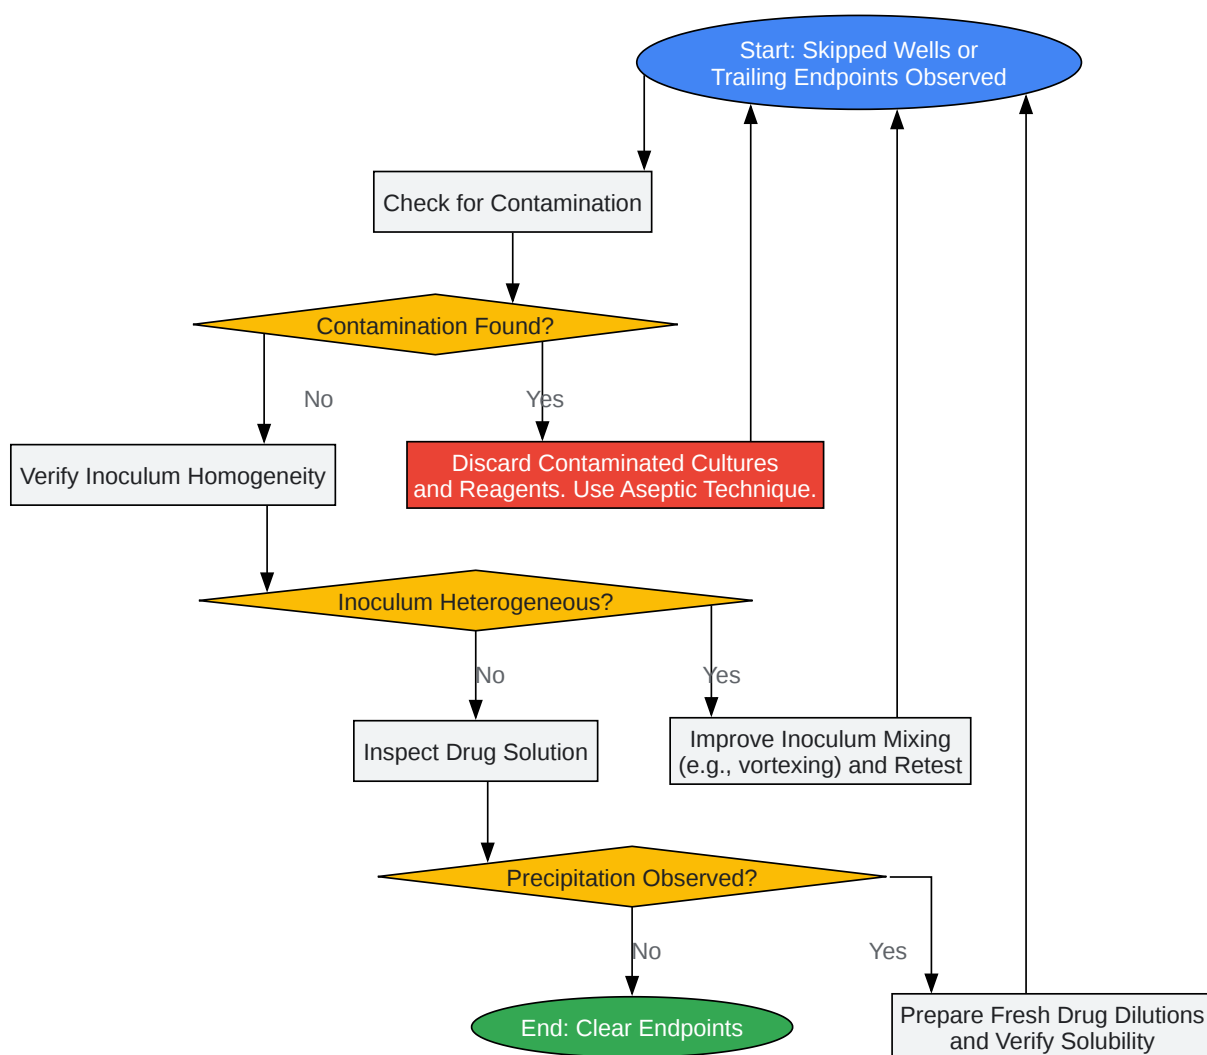 Start: Skipped Wells or
Trailing Endpoints Observed
Check for Contamination
Contamination Found?
No
Yes
Verify Inoculum Homogeneity
Discard Contaminated Cultures
and Reagents. Use Aseptic Technique.
Inoculum Heterogeneous?
No
Yes
Inspect Drug Solution
Improve Inoculum Mixing
(e.g., vortexing) and Retest
Precipitation Observed?
No
Yes
End: Clear Endpoints
Prepare Fresh Drug Dilutions
and Verify Solubility